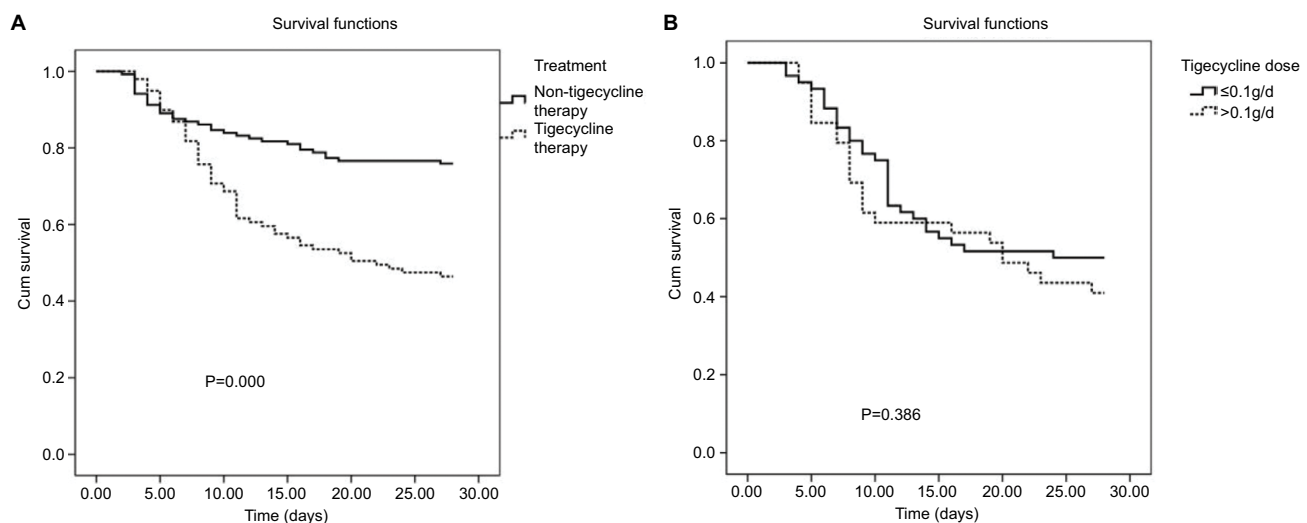 A
Survival functions
Treatment
Non-tigecycline
therapy
Tigecycline
therapy
Cum survival
1.0
0.8
0.6
0.4
0.2
0.0
P=0.000
0.00 5.00 10.00 15.00 20.00 25.00 30.00
Time (days)
B
Survival functions
Tigecycline dose
≤0.1g/d
>0.1g/d
Cum survival
1.0
0.8
0.6
0.4
0.2
0.0
P=0.386
0.00 5.00 10.00 15.00 20.00 25.00 30.00
Time (days)